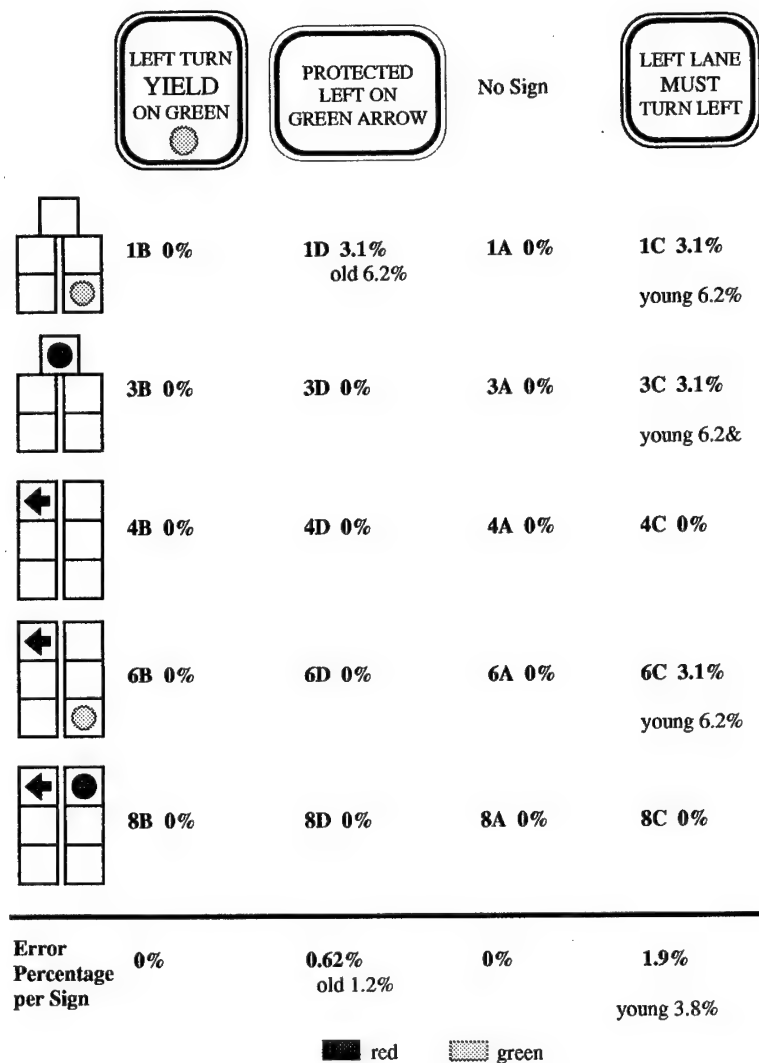 LEFT TURN
YIELD
ON GREEN
PROTECTED
LEFT ON
GREEN ARROW
No Sign
LEFT LANE
MUST
TURN LEFT
1B 0%
1D 3.1%
old 6.2%
1A 0%
1C 3.1%
young 6.2%
3B 0%
3D 0%
3A 0%
3C 3.1%
young 6.2&
4B 0%
4D 0%
4A 0%
4C 0%
6B 0%
6D 0%
6A 0%
6C 3.1%
young 6.2%
8B 0%
8D 0%
8A 0%
8C 0%
Error
Percentage
per Sign
0%
0.62%
old 1.2%
0%
1.9%
young 3.8%
red
green